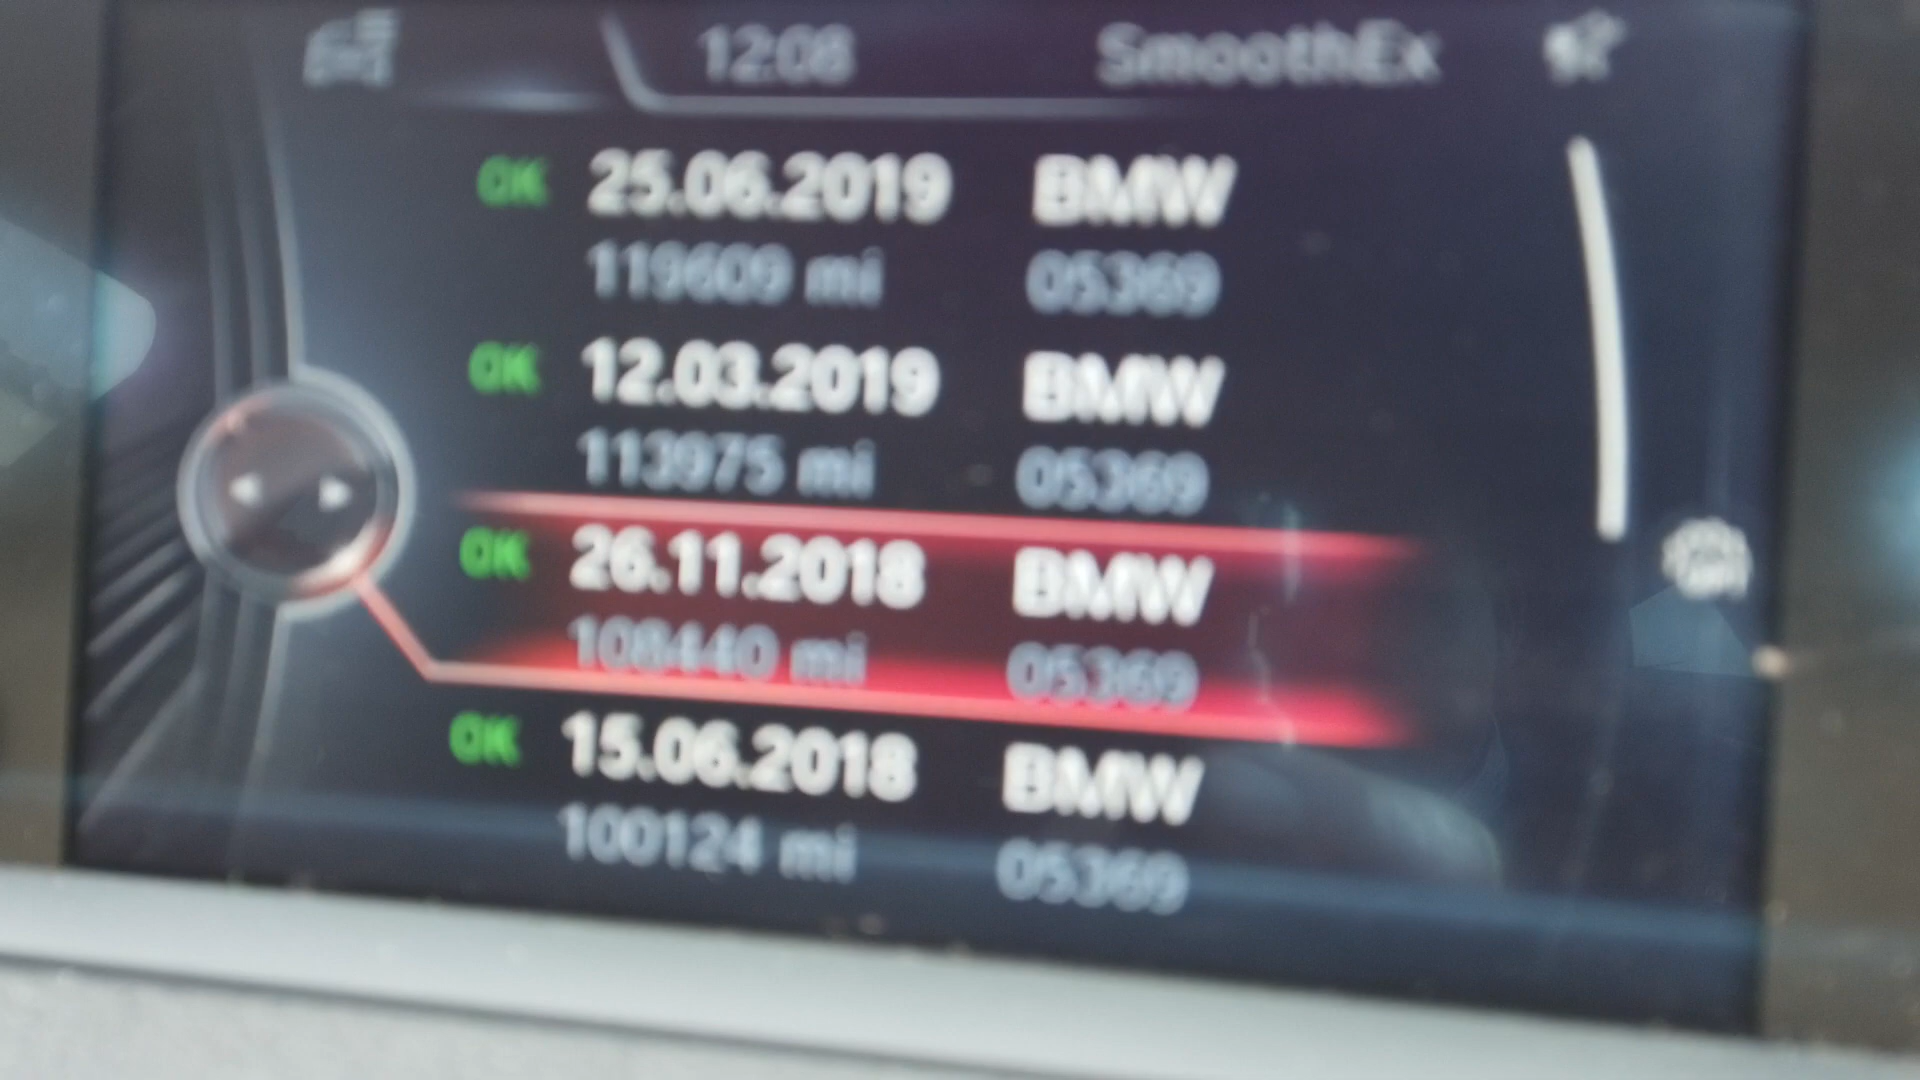 12:08 SmoothEx
OK 25.06.2019 BMW
119609 mi 05369
OK 12.03.2019 BMW
113975 mi 05369
OK 26.11.2018 BMW
108440 mi 05369
OK 15.06.2018 BMW
100124 mi 05369